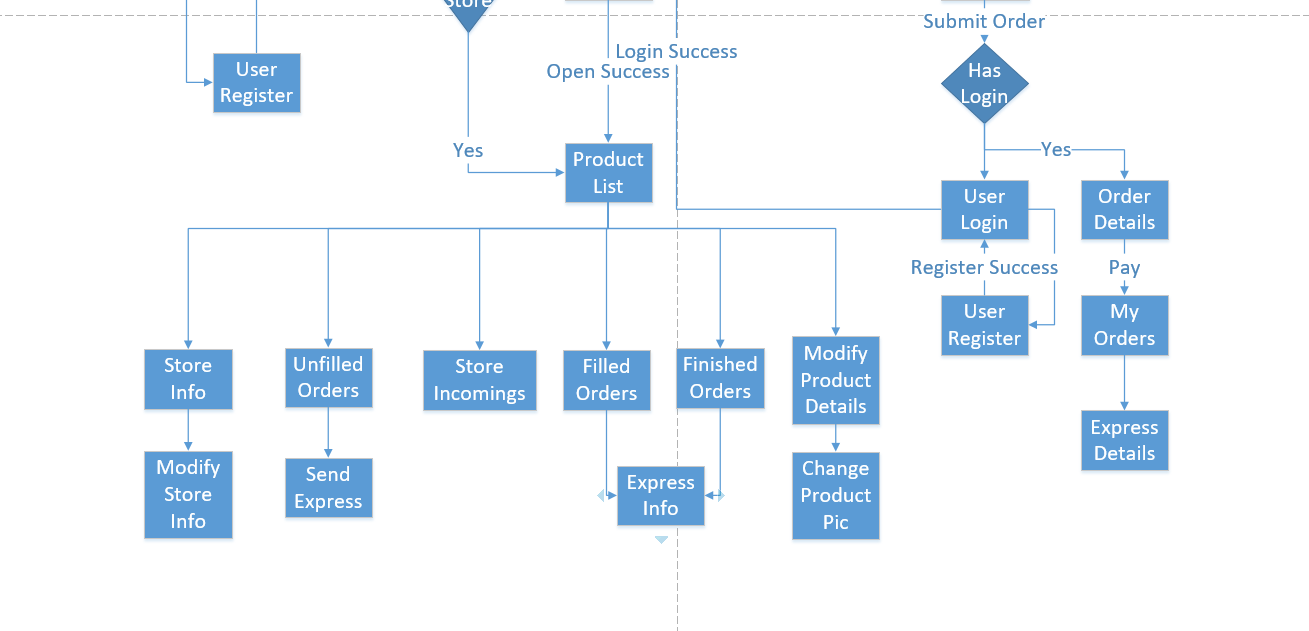 Store
Submit Order
Login Success
Open Success
User
Register
Has
Login
Yes
Yes
Product
List
User
Login
Order
Details
Register Success
Pay
User
Register
My
Orders
Store
Info
Unfilled
Orders
Store
Incomings
Filled
Orders
Finished
Orders
Modify
Product
Details
Express
Details
Modify
Store
Info
Send
Express
Express
Info
Change
Product
Pic